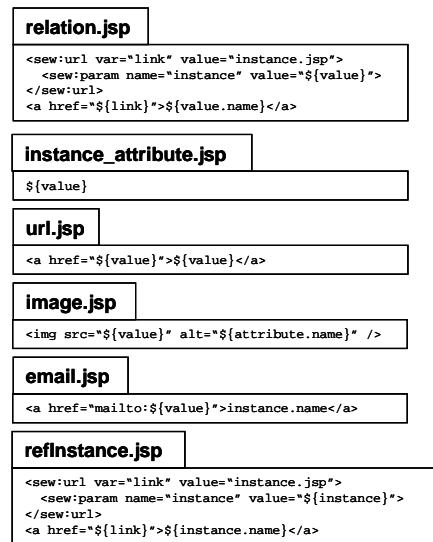 relation.jsp
<sew:url var=“link” value=“instance.jsp”>
<sew:param name=“instance” value=“${value}”>
</sew:url>
<a href=“${link}”>${value.name}</a>
instance_attribute.jsp
${value}
url.jsp
<a href=“${value}”>${value}</a>
image.jsp
<img src=“${value}” alt=“${attribute.name}” />
email.jsp
<a href=“mailto:${value}”>instance.name</a>
refInstance.jsp
<sew:url var=“link” value=“instance.jsp”>
<sew:param name=“instance” value=“${instance}”>
</sew:url>
<a href=“${link}”>${instance.name}</a>